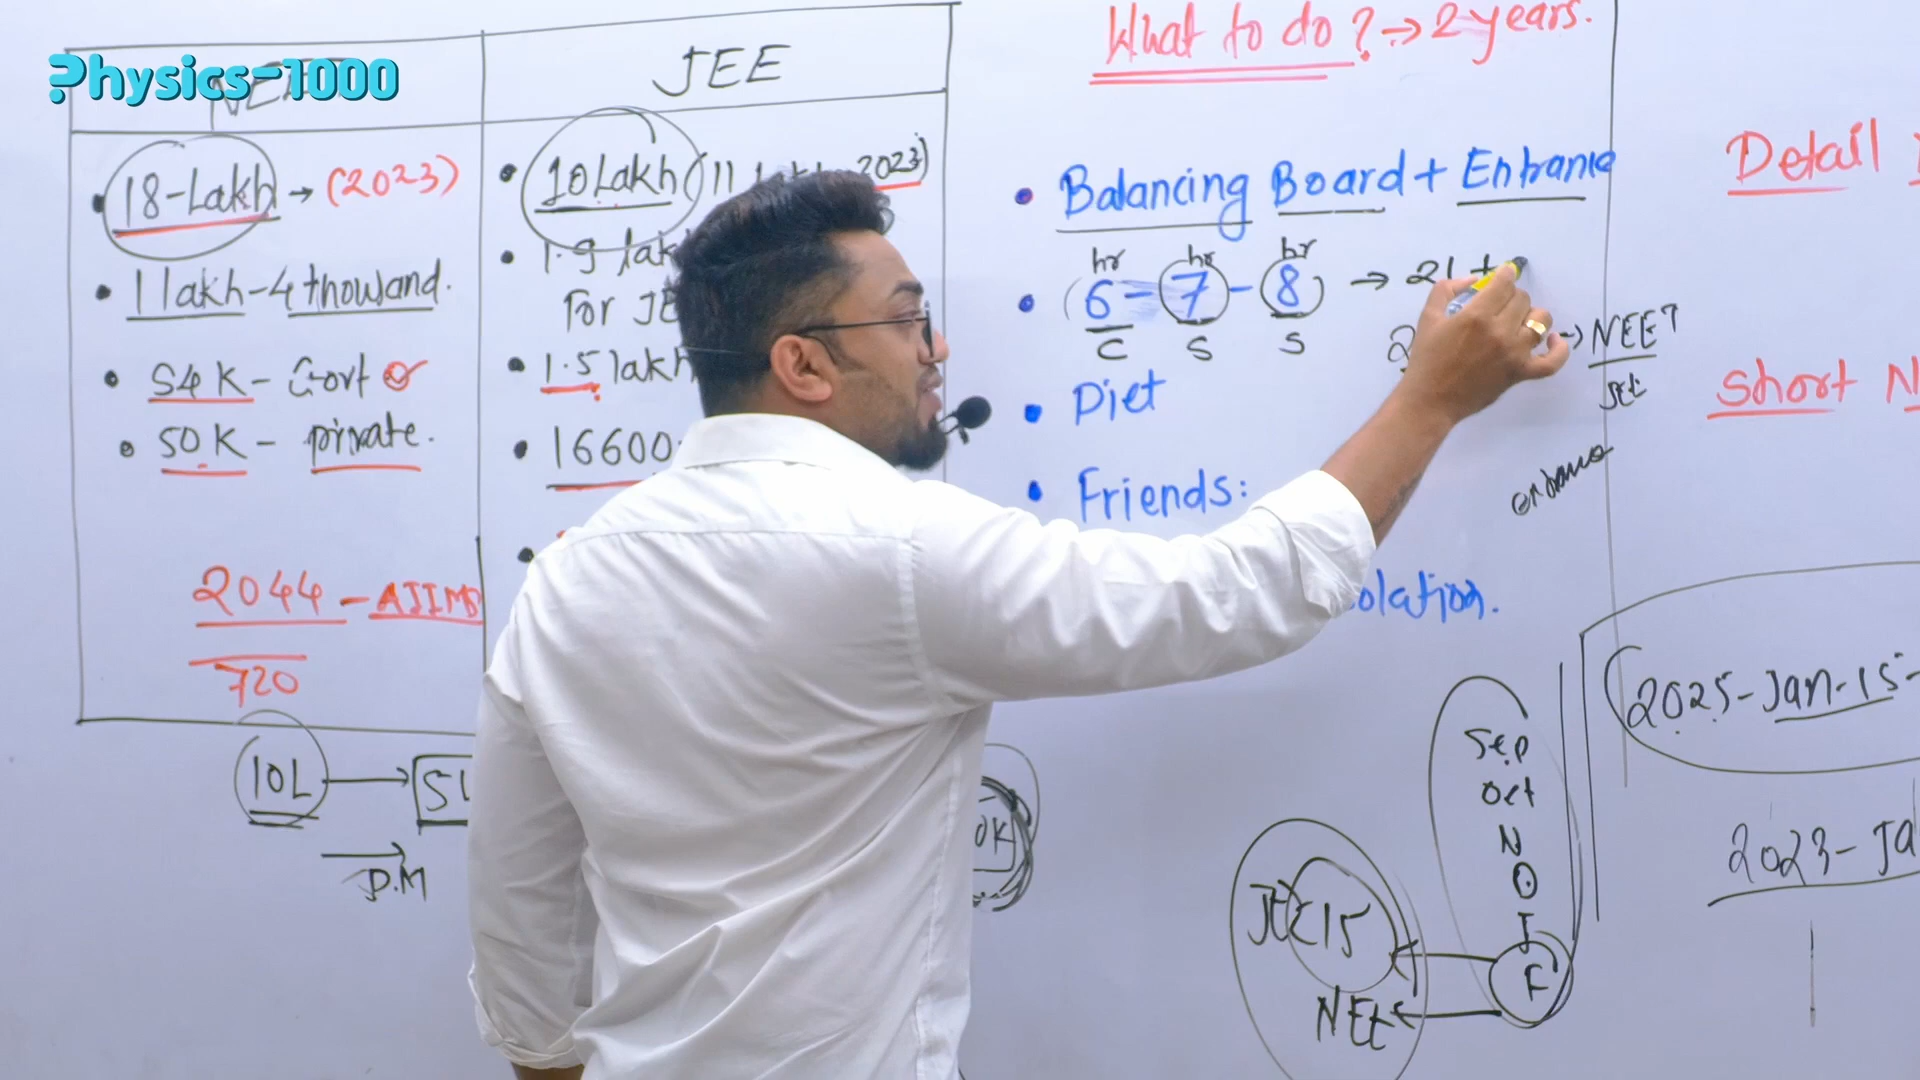 Physics-1000
JEE
18-Lakh → (2023)
1 lakh-4 thousand.
54K - Govt
50K - private.
2044 - AIIMS
720
10L
D.M
10 Lakh (11 Lakh 2023)
1.9 lakh
For JE
1.5 lakh
16600
What to do? → 2 years.
Balancing Board + Entrance
hr hr hr
(6 - 7 - 8) → 21 +
C S S
→ NEET
JEE
Diet
Friends:
entrance
olation.
Sep
Oct
N
D
J
F
JEE 15
NEET
Detail
Short N
2025-Jan-15-
2023-Ja